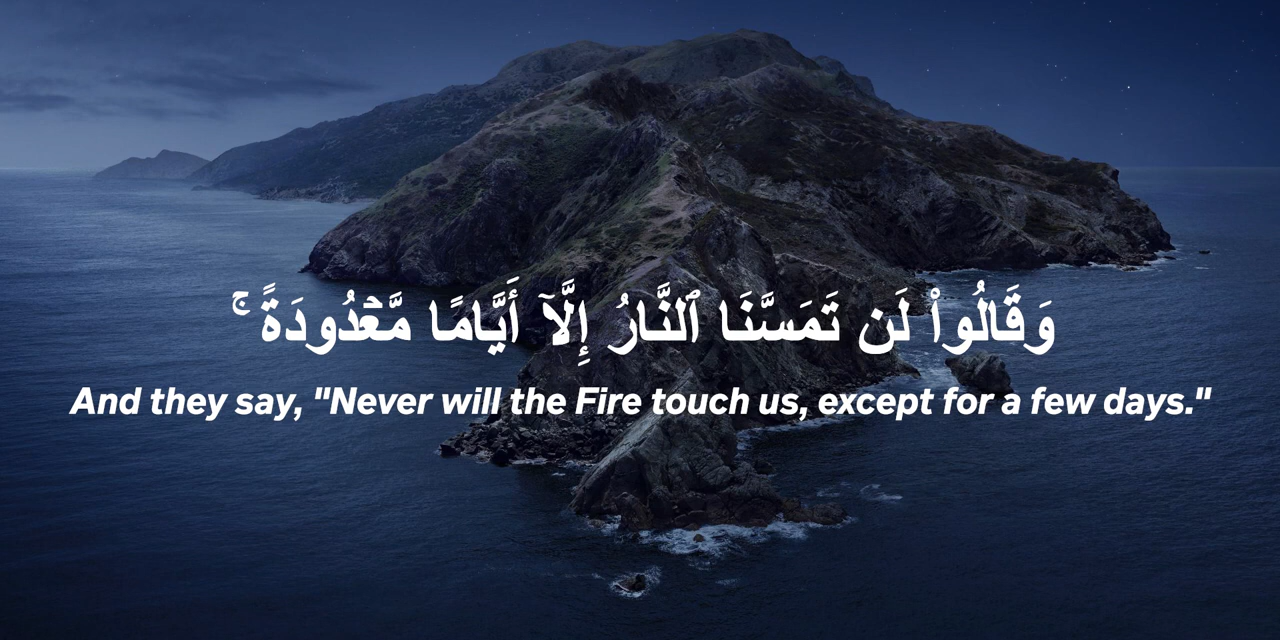 وَقَالُوا۟ لَن تَمَسَّنَا ٱلنَّارُ إِلَّآ أَيَّامًا مَّعْدُودَةً ۚ
And they say, "Never will the Fire touch us, except for a few days."